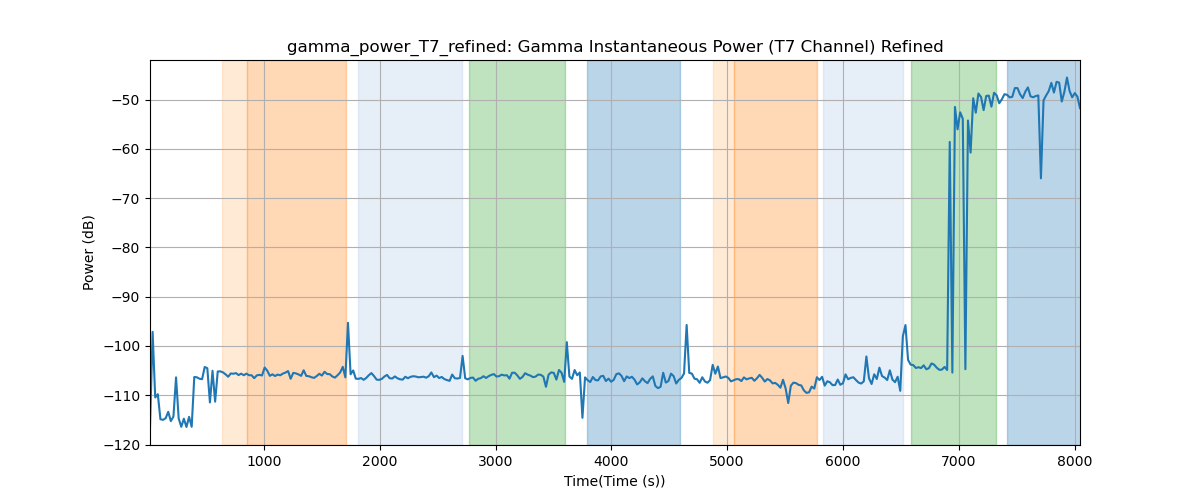 gamma_power_T7_refined: Gamma Instantaneous Power (T7 Channel) Refined
−50
−60
−70
−80
−90
−100
−110
−120
Power (dB)
1000 2000 3000 4000 5000 6000 7000 8000
Time(Time (s))